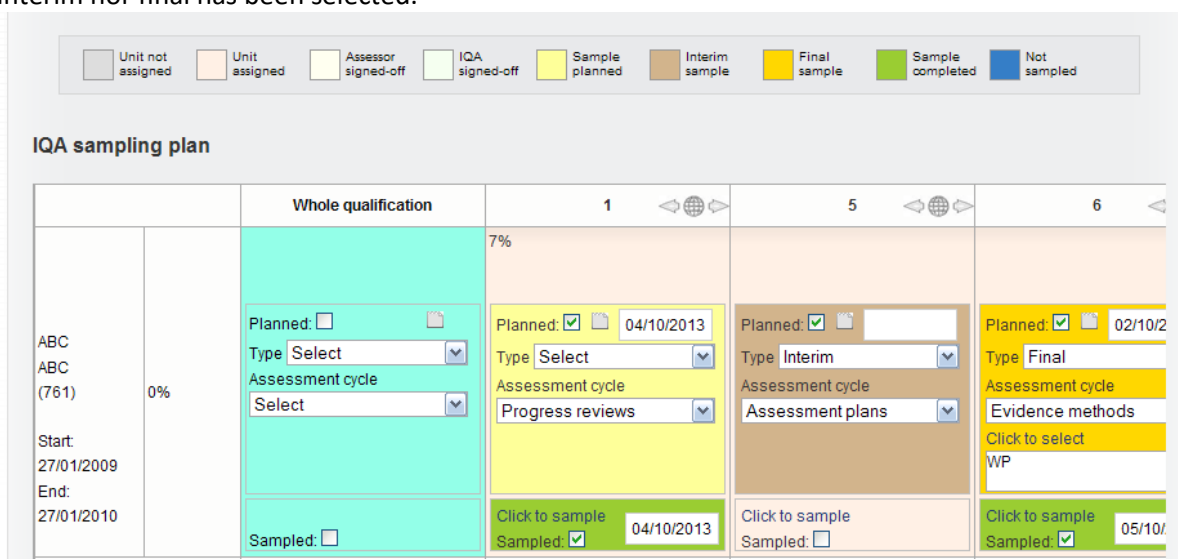 interim nor final has been selected.
Unit not assigned
Unit assigned
Assessor signed-off
IQA signed-off
Sample planned
Interim sample
Final sample
Sample completed
Not sampled
IQA sampling plan
Whole qualification 1 5 6
7%
ABC
ABC
(761)
Start:
27/01/2009
End:
27/01/2010
0%
Planned:
Type Select
Assessment cycle
Select
Sampled:
Planned: 04/10/2013
Type Select
Assessment cycle
Progress reviews
Click to sample
Sampled: 04/10/2013
Planned:
Type Interim
Assessment cycle
Assessment plans
Click to sample
Sampled:
Planned: 02/10/2
Type Final
Assessment cycle
Evidence methods
Click to select
WP
Click to sample
Sampled: 05/10/